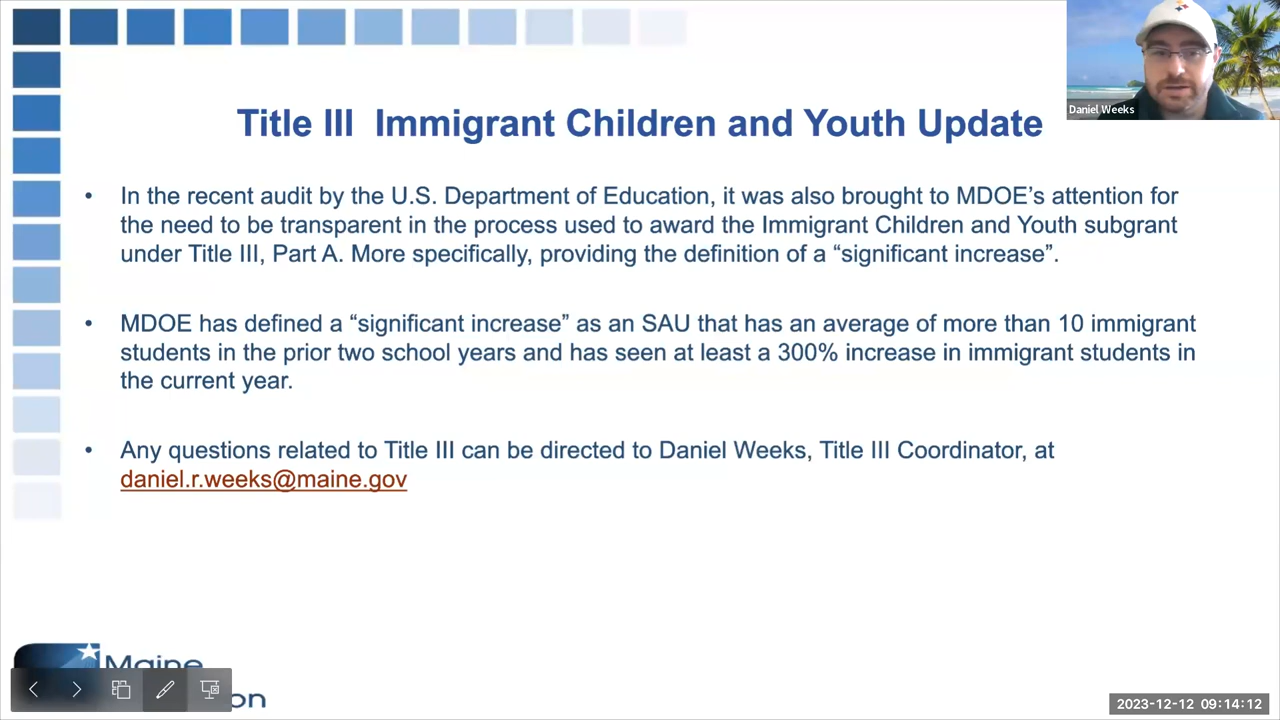 Title III Immigrant Children and Youth Update
Daniel Weeks
• In the recent audit by the U.S. Department of Education, it was also brought to MDOE’s attention for
the need to be transparent in the process used to award the Immigrant Children and Youth subgrant
under Title III, Part A. More specifically, providing the definition of a “significant increase”.
• MDOE has defined a “significant increase” as an SAU that has an average of more than 10 immigrant
students in the prior two school years and has seen at least a 300% increase in immigrant students in
the current year.
• Any questions related to Title III can be directed to Daniel Weeks, Title III Coordinator, at
daniel.r.weeks@maine.gov
Maine
on
2023-12-12 09:14:12